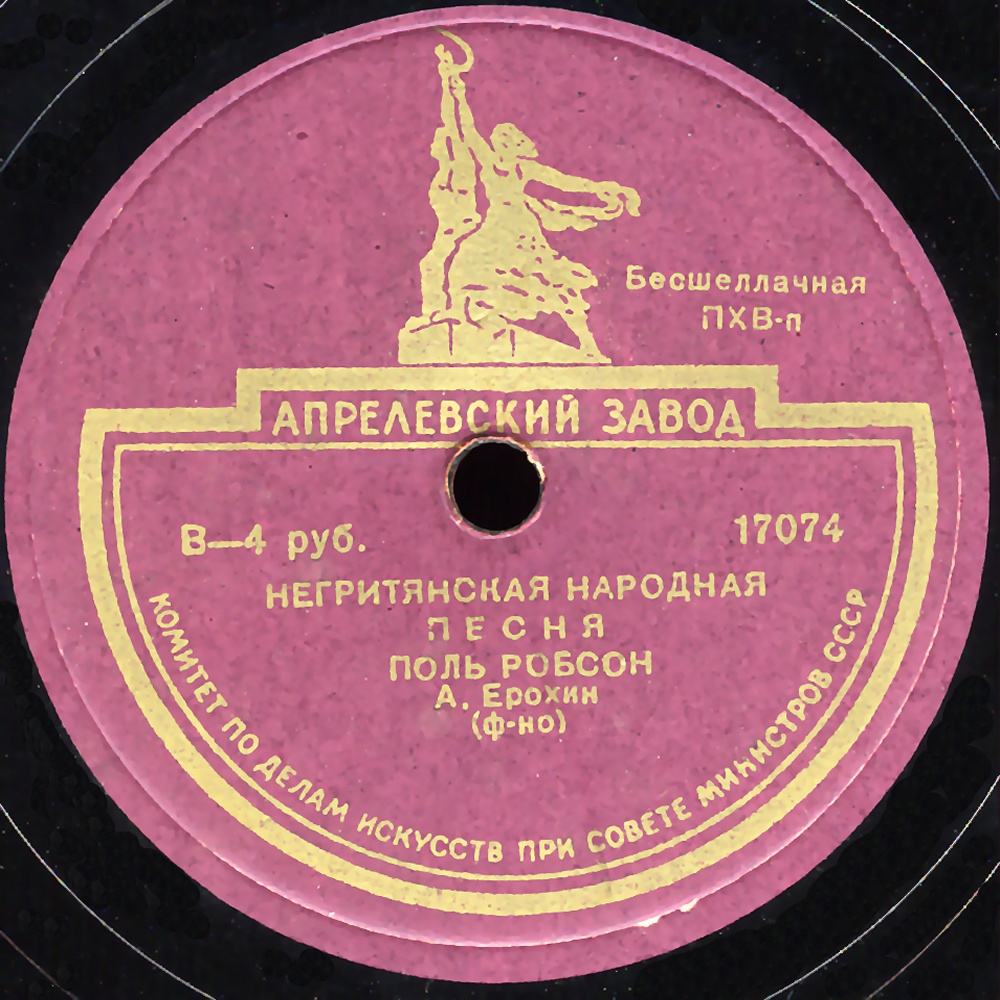 Бесшеллачная
ПХВ-п
АПРЕЛЕВСКИЙ ЗАВОД
В—4 руб.
17074
НЕГРИТЯНСКАЯ НАРОДНАЯ
ПЕСНЯ
ПОЛЬ РОБСОН
А. Ерохин
(ф-но)
КОМИТЕТ ПО ДЕЛАМ ИСКУССТВ ПРИ СОВЕТЕ МИНИСТРОВ СССР